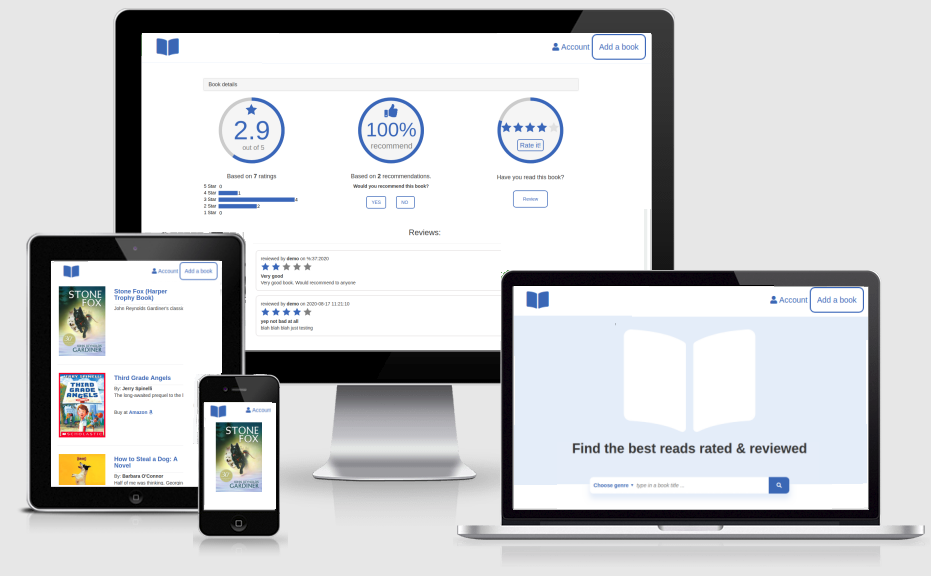 Account
Add a book
Book details
2.9
out of 5
Based on 7 ratings
5 Star 0
4 Star 1
3 Star 4
2 Star 2
1 Star 0
100%
recommend
Based on 2 recommendations.
Would you recommend this book?
YES NO
Rate it!
Have you read this book?
Review
Reviews:
reviewed by demo on %:37:2020
Very good
Very good book. Would recommend to anyone
reviewed by demo on 2020-08-17 11:21:10
yep not bad at all
blah blah blah just testing
Account
Add a book
STONE
FOX
GARDINER
Stone Fox (Harper
Trophy Book)
John Reynolds Gardiner's classic
JERRY SPINELLI
THIRD
GRADE
ANGELS
SCHOLASTIC
Third Grade Angels
By: Jerry Spinelli
The long-awaited prequel to the
Buy at Amazon
How to Steal a Dog: A
Novel
By: Barbara O'Connor
Half of me was thinking, Georgin
Account
STONE
FOX
GARDINER
Account
Add a book
Find the best reads rated & reviewed
Choose genre type in a book title ...